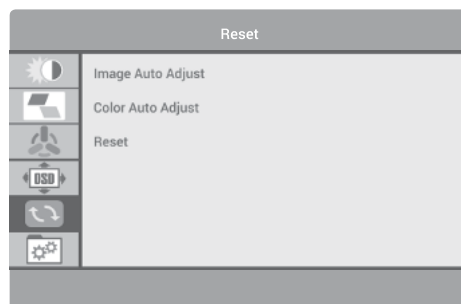 Reset
Image Auto Adjust
Color Auto Adjust
Reset
OSD